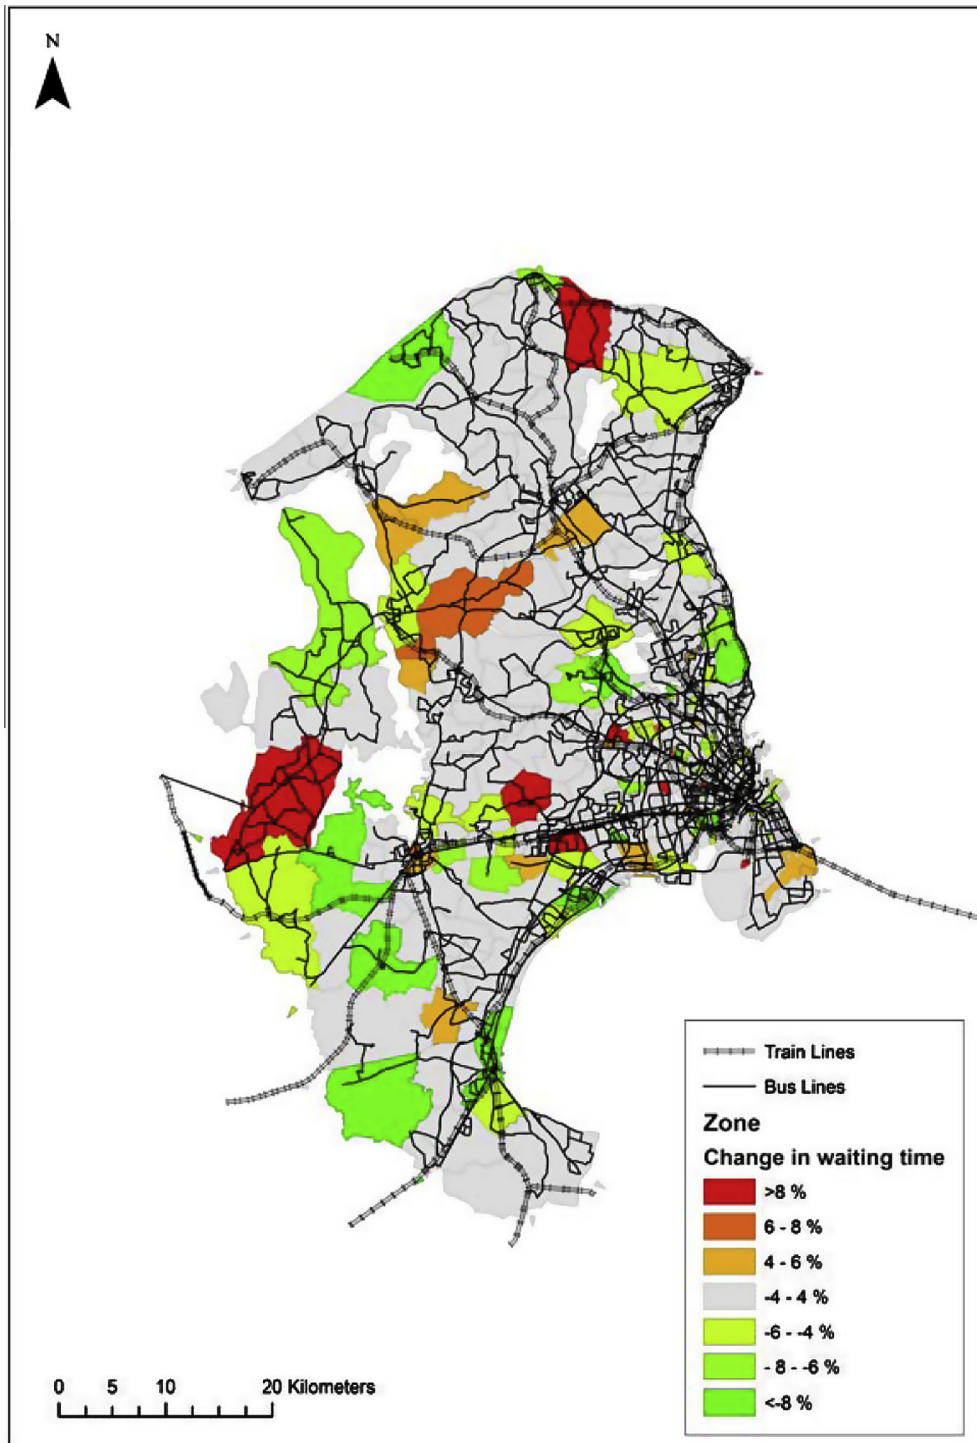 N
Train Lines
Bus Lines
Zone
Change in waiting time
>8 %
6 - 8 %
4 - 6 %
-4 - 4 %
-6 - -4 %
- 8 - -6 %
<-8 %
0 5 10 20 Kilometers